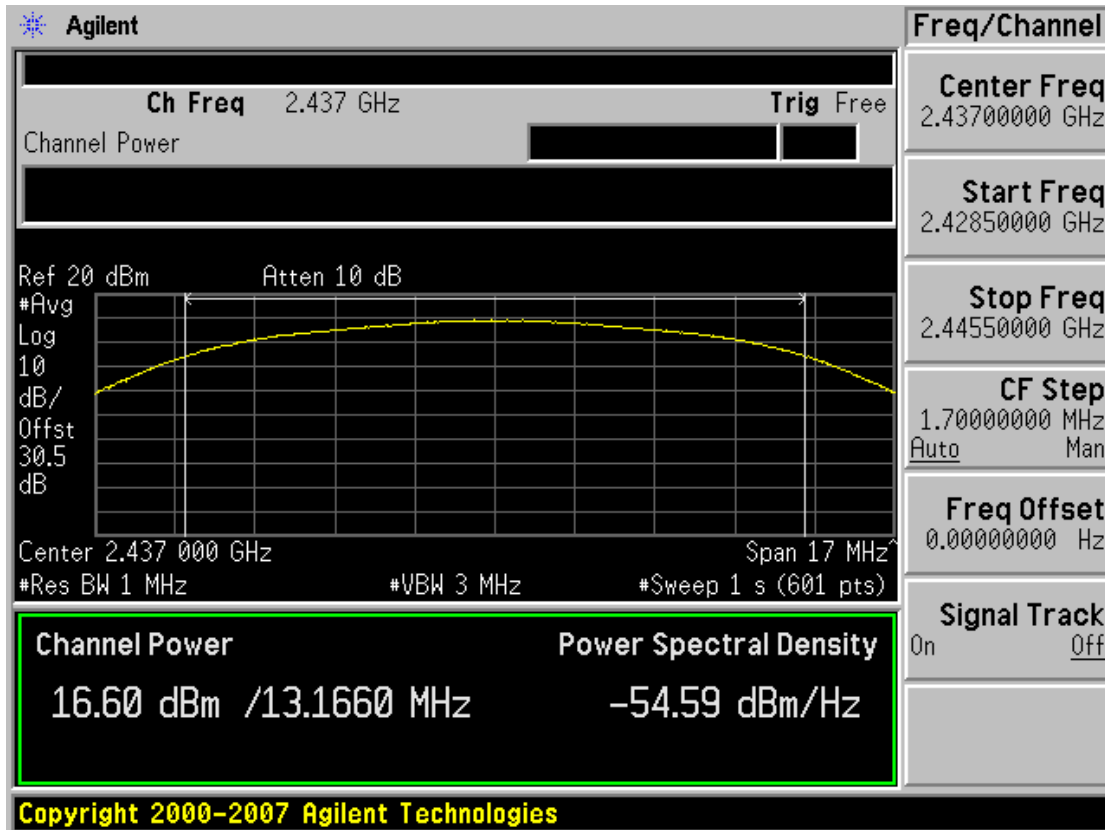 Agilent
Freq/Channel
Ch Freq 2.437 GHz Trig Free
Channel Power
Center Freq
2.43700000 GHz
Start Freq
2.42850000 GHz
Stop Freq
2.44550000 GHz
CF Step
1.70000000 MHz
Auto Man
Freq Offset
0.00000000 Hz
Signal Track
On Off
Ref 20 dBm Atten 10 dB
#Avg
Log
10
dB/
Offst
30.5
dB
Center 2.437 000 GHz Span 17 MHz^
#Res BW 1 MHz #VBW 3 MHz #Sweep 1 s (601 pts)
Channel Power Power Spectral Density
16.60 dBm /13.1660 MHz -54.59 dBm/Hz
Copyright 2000-2007 Agilent Technologies